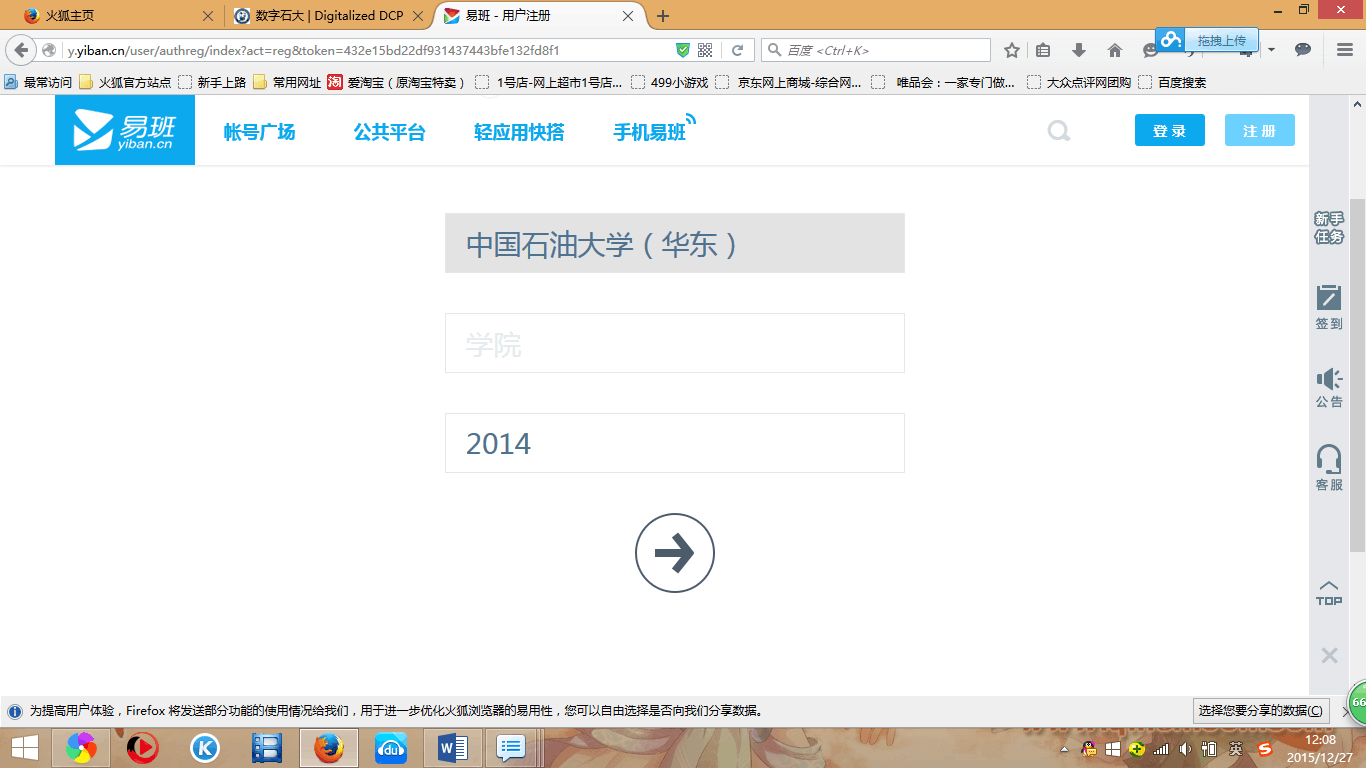 火狐主页
数字石大 | Digitalized DCP
易班 - 用户注册
拖拽上传
y.yiban.cn/user/authreg/index?act=reg&token=432e15bd22df931437443bfe132fd8f1
百度 <Ctrl+K>
最常访问 火狐官方站点 新手上路 常用网址 淘 爱淘宝（原淘宝特卖） 1号店-网上超市1号店... 499小游戏 京东网上商城-综合网... 唯品会：一家专门做... 大众点评网团购 百度搜索
易班
yiban.cn
帐号广场 公共平台 轻应用快搭 手机易班
登 录 注 册
中国石油大学（华东）
学院
2014
新手
任务
签到
公告
客服
TOP
66
为提高用户体验，Firefox 将发送部分功能的使用情况给我们，用于进一步优化火狐浏览器的易用性，您可以自由选择是否向我们分享数据。
选择您要分享的数据(C)
K
du
W
英
S
12:08
2015/12/27